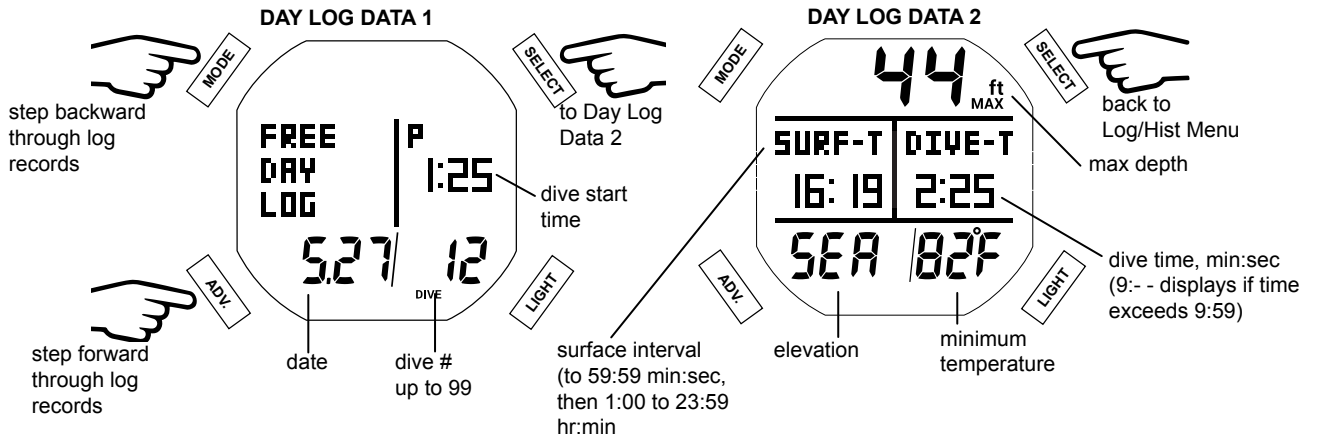 DAY LOG DATA 1
MODE
SELECT
step backward
through log
records
to Day Log
Data 2
FREE
DAY
LOG
P
1:25
dive start
time
5.27/ 12
DIVE
ADV.
LIGHT
step forward
through log
records
date
dive #
up to 99
DAY LOG DATA 2
MODE
SELECT
44
ft
MAX
back to
Log/Hist Menu
max depth
SURF-T DIVE-T
16:19 2:25
SEA /82°F
ADV.
LIGHT
dive time, min:sec
(9:- - displays if time
exceeds 9:59)
surface interval
(to 59:59 min:sec,
then 1:00 to 23:59
hr:min
elevation
minimum
temperature